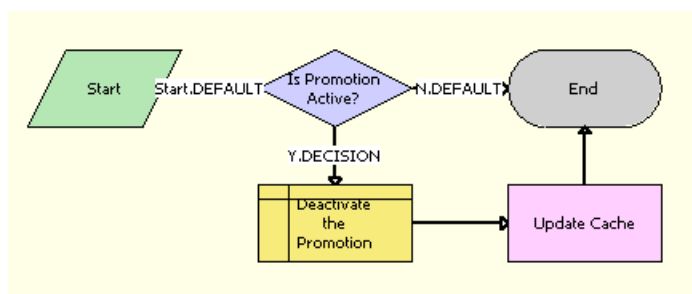 Start
Start.DEFAULT
Is Promotion
Active?
N.DEFAULT
End
Y.DECISION
Deactivate
the
Promotion
Update Cache